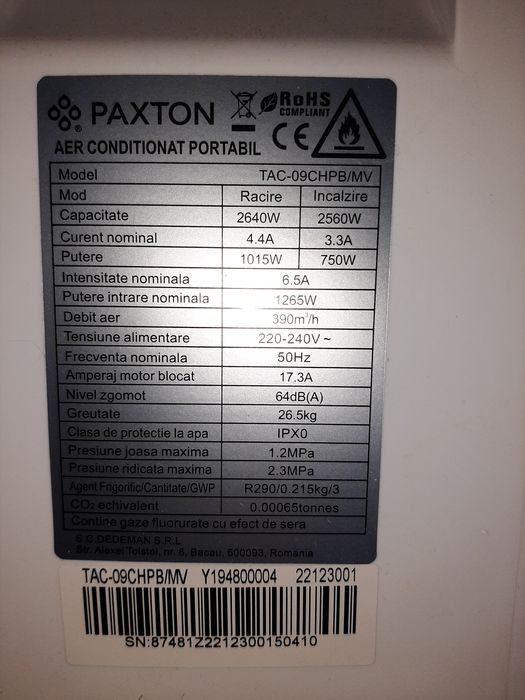 PAXTON
RoHS
COMPLIANT
CE
AER CONDITIONAT PORTABIL
Model TAC-09CHPB/MV
Mod Racire Incalzire
Capacitate 2640W 2560W
Curent nominal 4.4A 3.3A
Putere 1015W 750W
Intensitate nominala 6.5A
Putere intrare nominala 1265W
Debit aer 390m³/h
Tensiune alimentare 220-240V ~
Frecventa nominala 50Hz
Amperaj motor blocat 17.3A
Nivel zgomot 64dB(A)
Greutate 26.5kg
Clasa de protectie la apa IPX0
Presiune joasa maxima 1.2MPa
Presiune ridicata maxima 2.3MPa
Agent Frigorific/Cantitate/GWP R290/0.215kg/3
CO₂ echivalent 0.00065tonnes
Contine gaze fluorurate cu efect de sera
S.C.DEDEMAN S.R.L
Str. Alexei Tolstoi, nr. 8, Bacau, 600093, Romania
TAC-09CHPB/MV Y194800004 22123001
SN:87481Z2212300150410